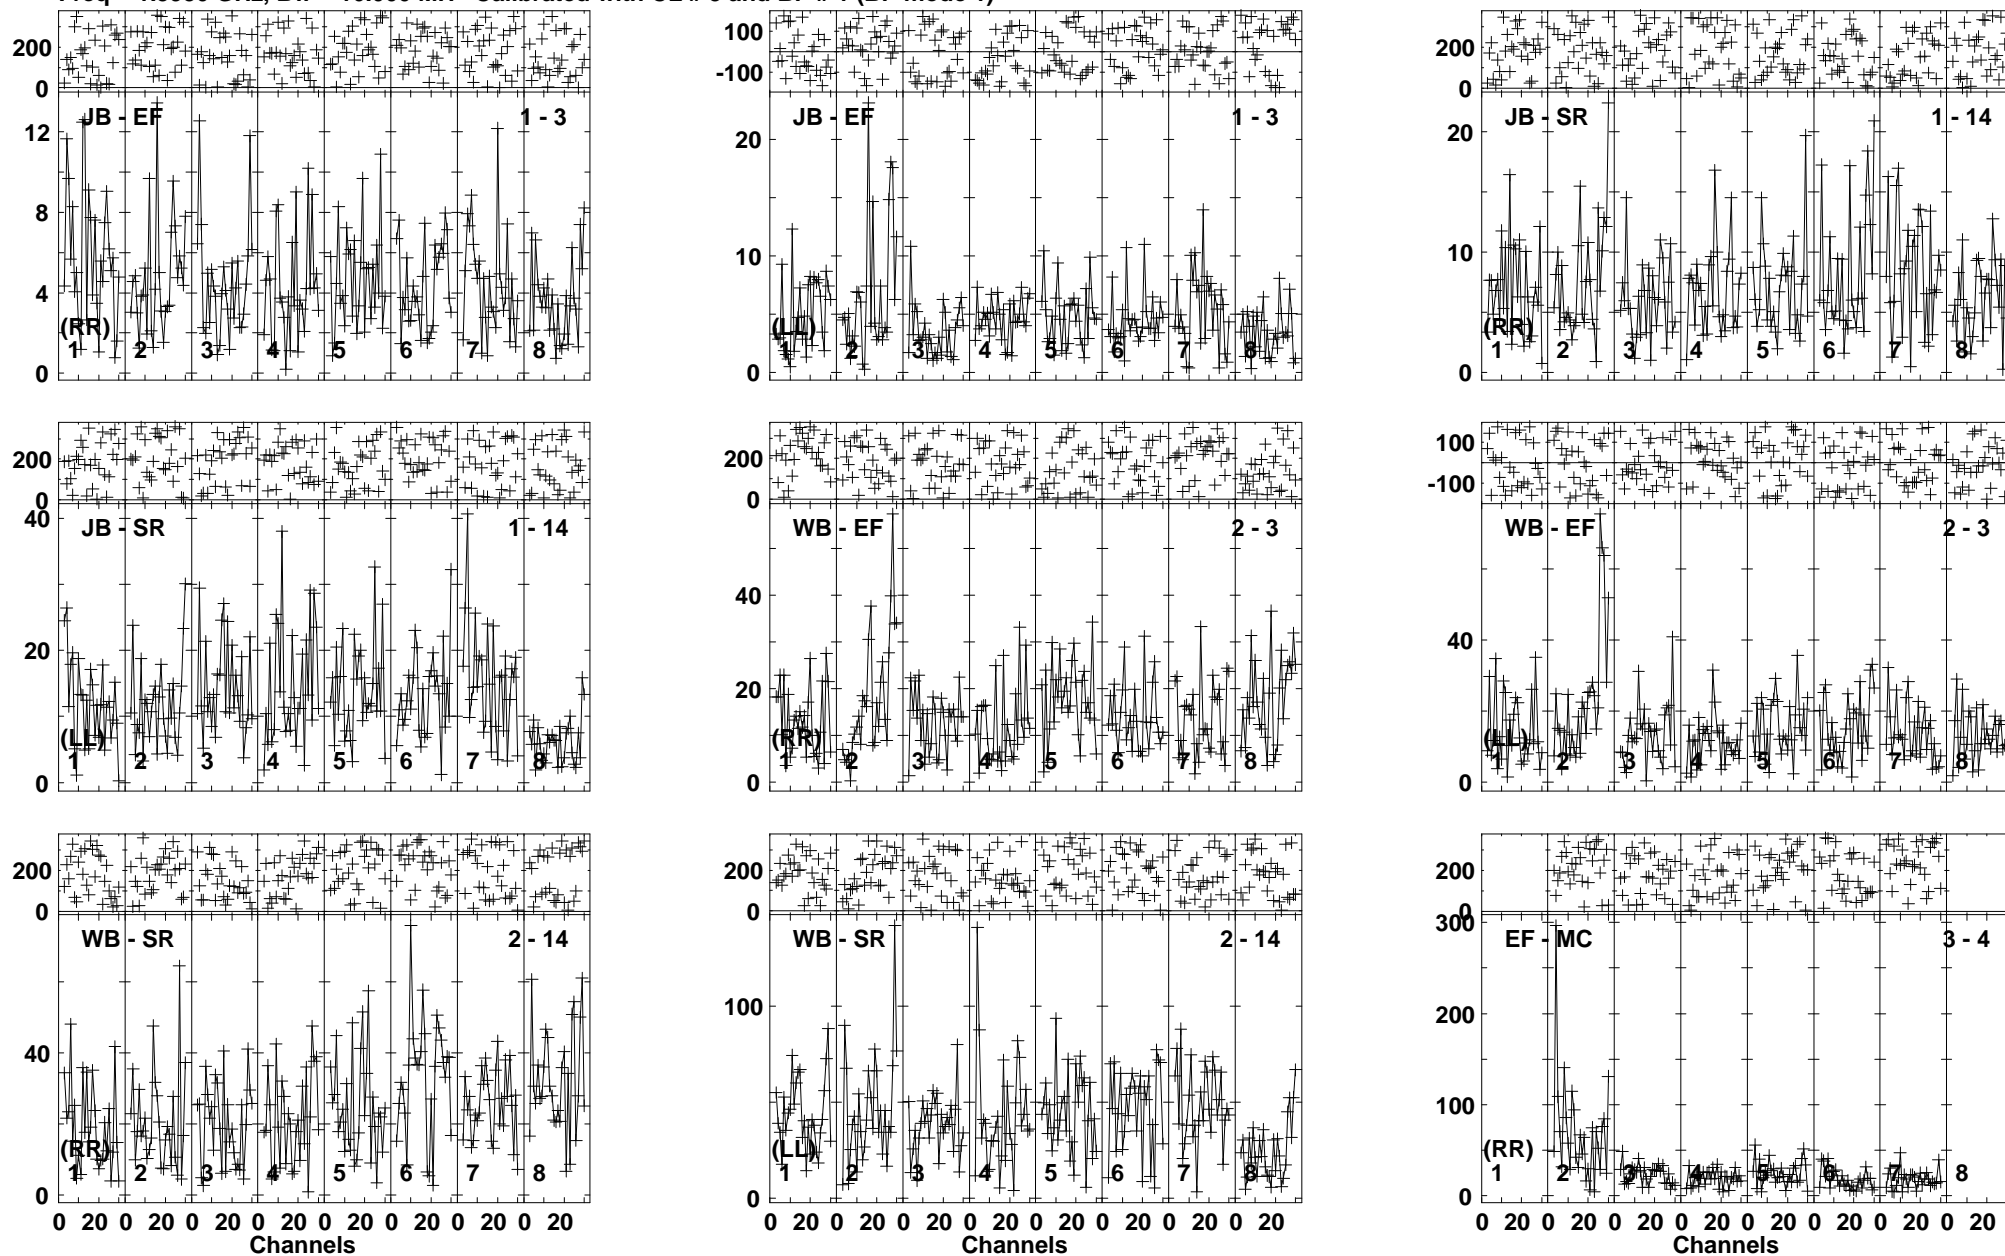 200 0 100 -100 200 0
JB - EF 1 - 3 JB - EF 1 - 3 JB - SR 1 - 14
12 8 4 0 20 10 0 20 10 0
(RR) (LL) (RR)
1 2 3 4 5 6 7 8 1 2 3 4 5 6 7 8 1 2 3 4 5 6 7 8
200 0 200 0 100 -100
JB - SR 1 - 14 WB - EF 2 - 3 WB - EF 2 - 3
40 20 0 40 20 0 40 0
(LL) (RR) (LL)
1 2 3 4 5 6 7 8 1 2 3 4 5 6 7 8 1 2 3 4 5 6 7 8
200 0 200 0 200 0
WB - SR 2 - 14 WB - SR 2 - 14 EF - MC 3 - 4
40 0 100 0 300 200 100 0
(RR) (LL) (RR)
1 2 3 4 5 6 7 8 1 2 3 4 5 6 7 8 1 2 3 4 5 6 7 8
0 20 0 20 0 20 0 20 0 20 0 20 0 20 0 20 0 20 0 20 0 20 0 20 0 20 0 20 0 20 0 20 0 20 0 20 0 20 0 20 0 20 0 20 0 20 0 20
Channels Channels Channels